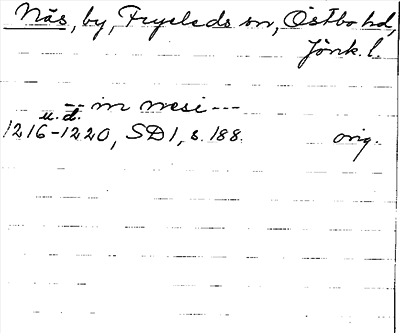 Näs, by, Fryeleds sn, Östbo hd,
Jönk. l.
-- in nesi ---
u.d.
1216-1220, SD 1, s. 188. orig.